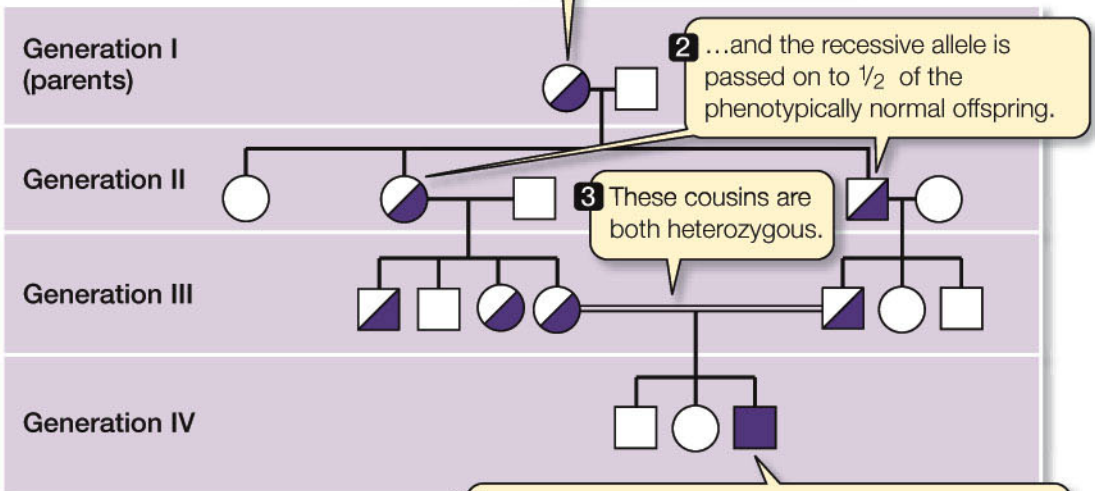 Generation I
(parents)
2 ...and the recessive allele is
passed on to 1/2 of the
phenotypically normal offspring.
Generation II
3 These cousins are
both heterozygous.
Generation III
Generation IV